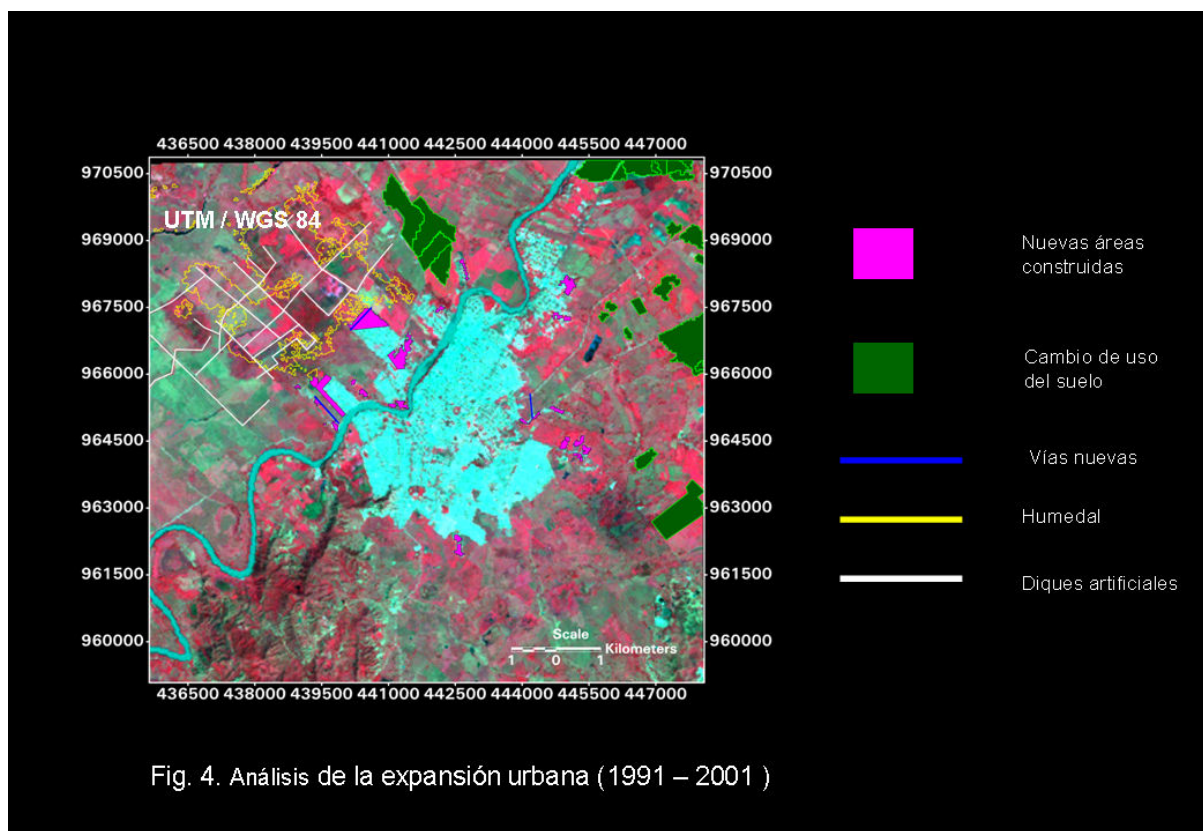 436500 438000 439500 441000 442500 444000 445500 447000
970500 970500
UTM / WGS 84
969000 969000
967500 967500
966000 966000
964500 964500
963000 963000
961500 961500
960000 960000
Scale
Kilometers
1 0 1
436500 438000 439500 441000 442500 444000 445500 447000
Nuevas áreas
construidas
Cambio de uso
del suelo
Vías nuevas
Humedal
Diques artificiales
Fig. 4. Análisis de la expansión urbana (1991 – 2001 )